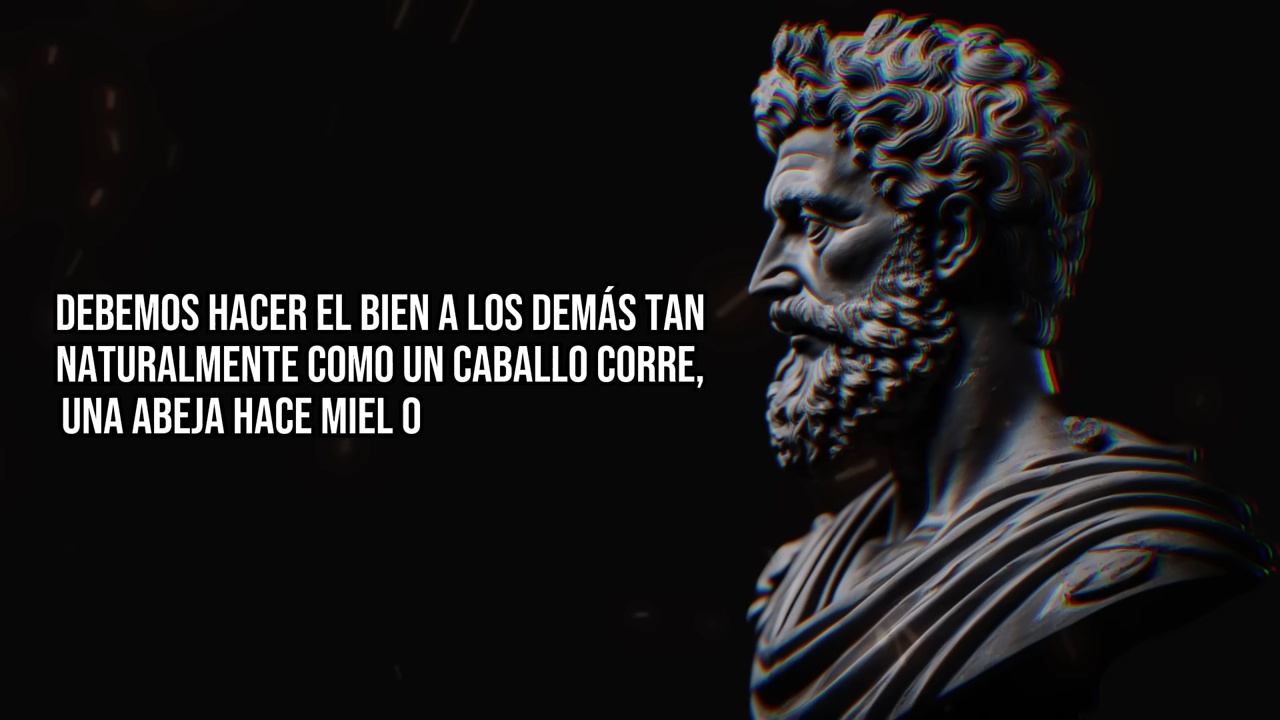 DEBEMOS HACER EL BIEN A LOS DEMÁS TAN
NATURALMENTE COMO UN CABALLO CORRE,
UNA ABEJA HACE MIEL O